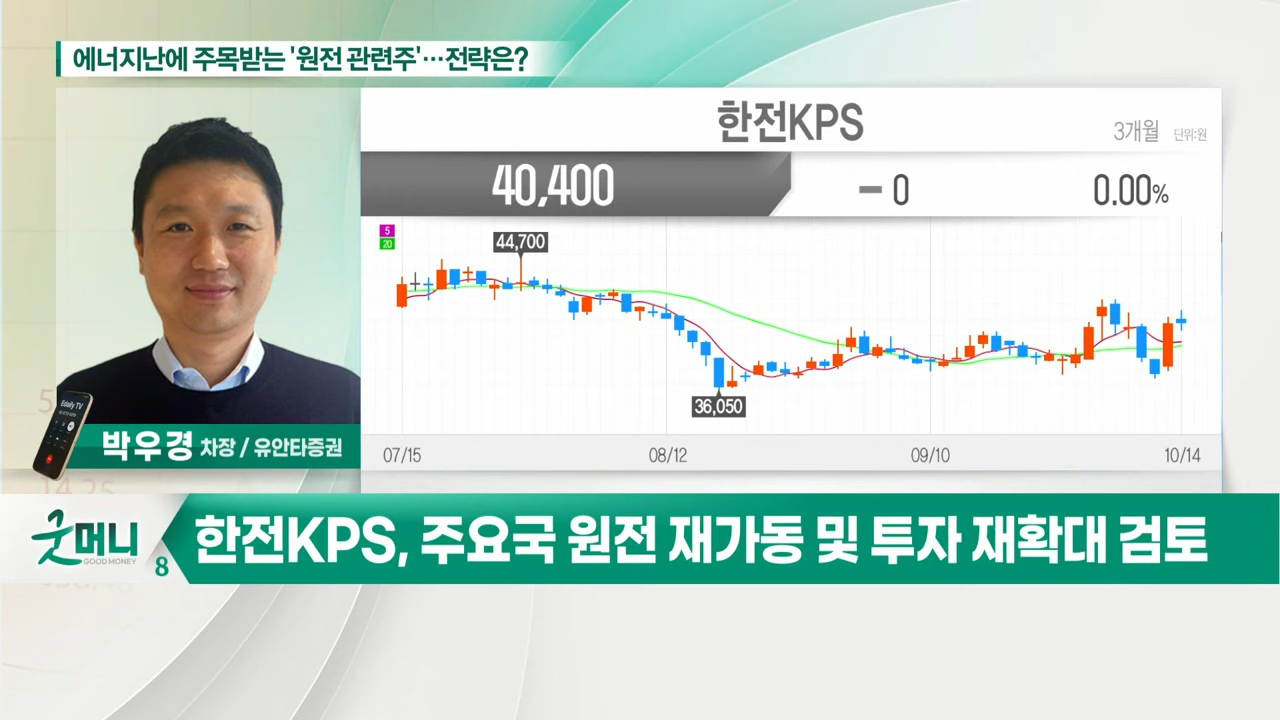 에너지난에 주목받는 '원전 관련주'…전략은?
한전KPS
3개월 단위:원
40,400 – 0 0.00%
5
20
44,700
36,050
07/15 08/12 09/10 10/14
Edaily TV
박우경 차장 / 유안타증권
굿머니
GOOD MONEY
8
한전KPS, 주요국 원전 재가동 및 투자 재확대 검토